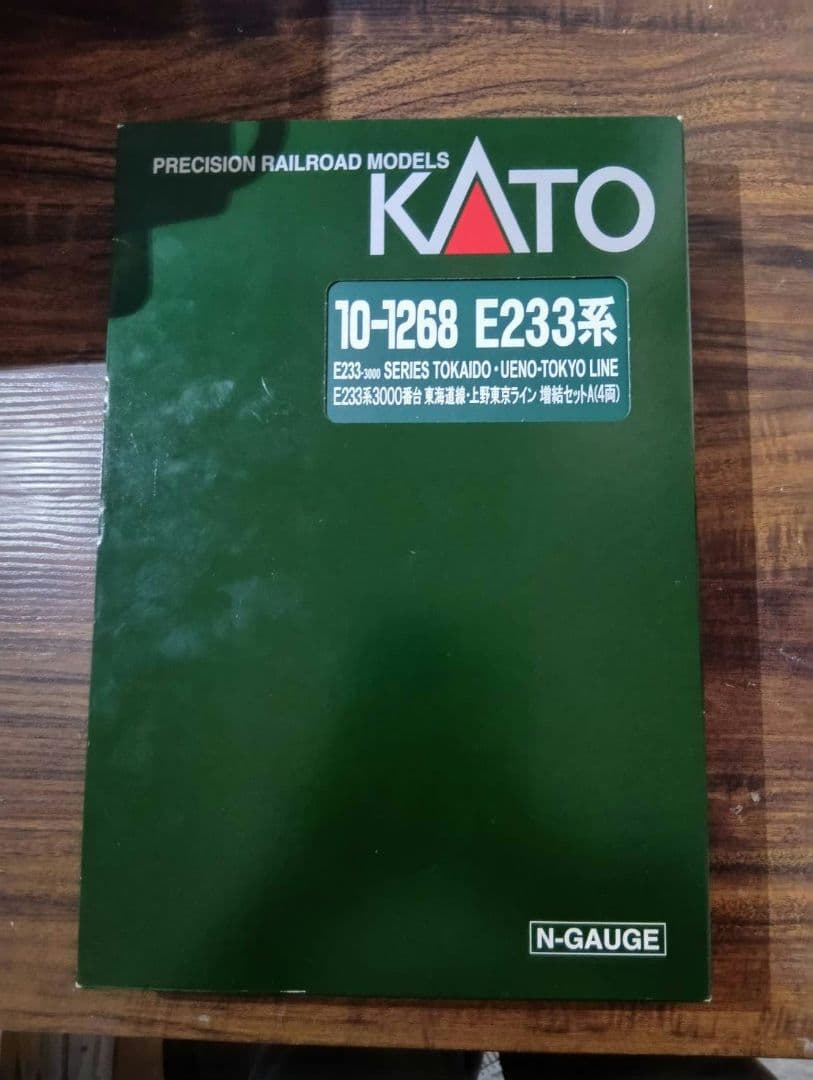 PRECISION RAILROAD MODELS
KATO
10-1268 E233系
E233-3000 SERIES TOKAIDO・UENO-TOKYO LINE
E233系3000番台 東海道線・上野東京ライン 増結セットA(4両)
N-GAUGE